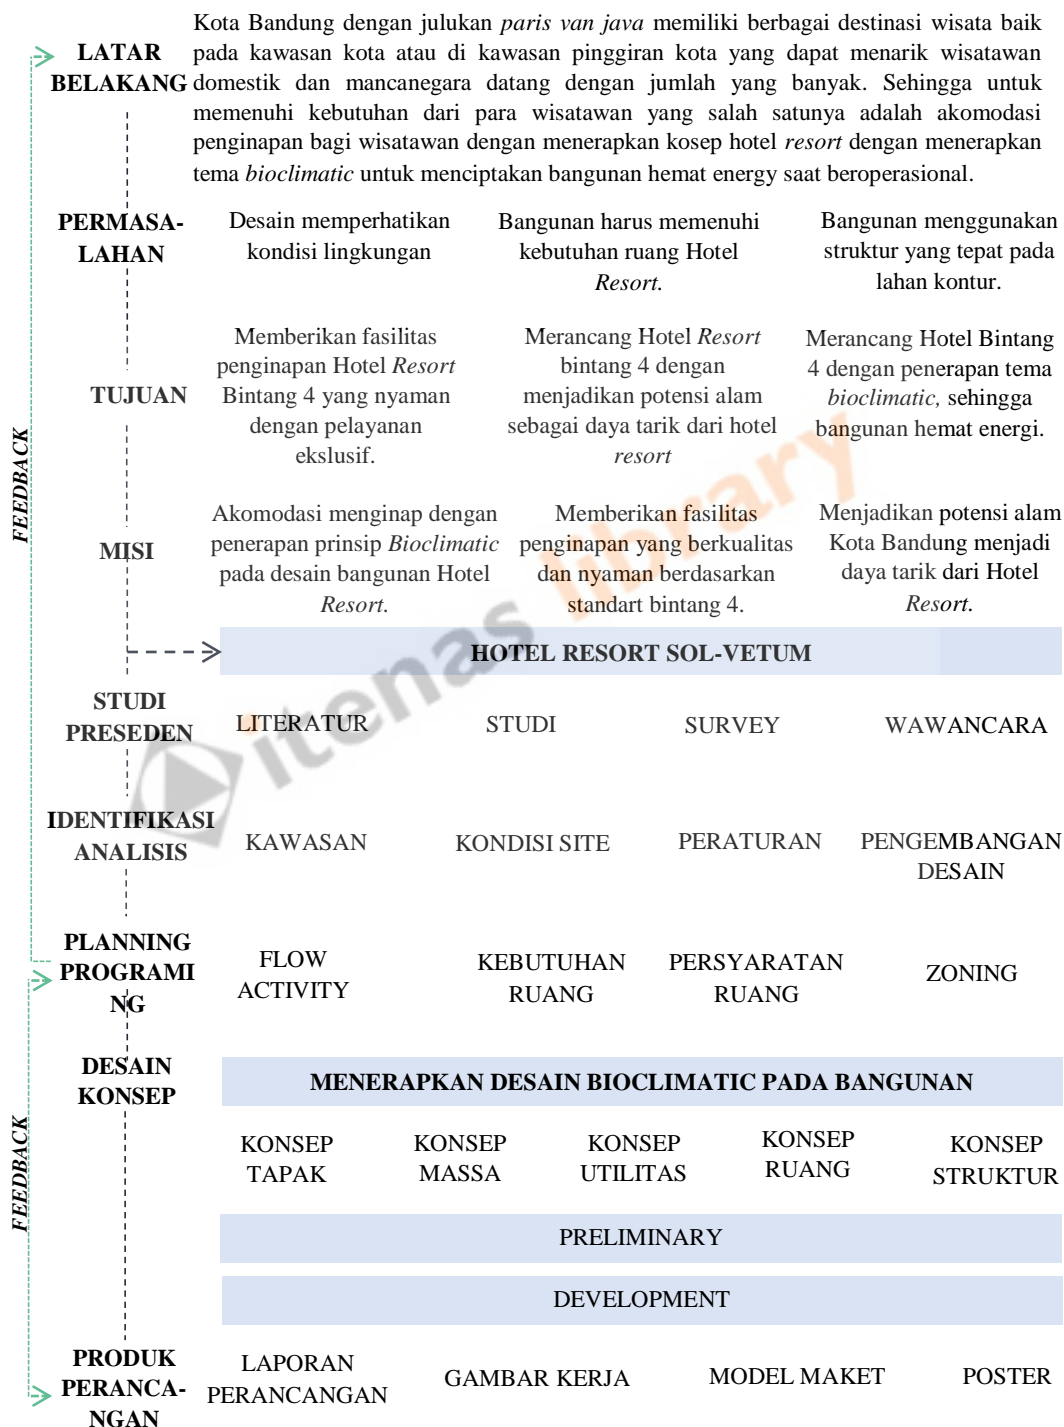 Kota Bandung dengan julukan paris van java memiliki berbagai destinasi wisata baik
pada kawasan kota atau di kawasan pinggiran kota yang dapat menarik wisatawan
domestik dan mancanegara datang dengan jumlah yang banyak. Sehingga untuk
memenuhi kebutuhan dari para wisatawan yang salah satunya adalah akomodasi
penginapan bagi wisatawan dengan menerapkan kosep hotel resort dengan menerapkan
tema bioclimatic untuk menciptakan bangunan hemat energy saat beroperasional.
LATAR
BELAKANG
PERMASA-
LAHAN
Desain memperhatikan
kondisi lingkungan
Bangunan harus memenuhi
kebutuhan ruang Hotel
Resort.
Bangunan menggunakan
struktur yang tepat pada
lahan kontur.
TUJUAN
Memberikan fasilitas
penginapan Hotel Resort
Bintang 4 yang nyaman
dengan pelayanan
ekslusif.
Merancang Hotel Resort
bintang 4 dengan
menjadikan potensi alam
sebagai daya tarik dari hotel
resort
Merancang Hotel Bintang
4 dengan penerapan tema
bioclimatic, sehingga
bangunan hemat energi.
FEEDBACK
MISI
Akomodasi menginap dengan
penerapan prinsip Bioclimatic
pada desain bangunan Hotel
Resort.
Memberikan fasilitas
penginapan yang berkualitas
dan nyaman berdasarkan
standart bintang 4.
Menjadikan potensi alam
Kota Bandung menjadi
daya tarik dari Hotel
Resort.
HOTEL RESORT SOL-VETUM
STUDI
PRESEDEN
LITERATUR
STUDI
SURVEY
WAWANCARA
IDENTIFIKASI
ANALISIS
KAWASAN
KONDISI SITE
PERATURAN
PENGEMBANGAN
DESAIN
PLANNING
PROGRAMI
NG
FLOW
ACTIVITY
KEBUTUHAN
RUANG
PERSYARATAN
RUANG
ZONING
DESAIN
KONSEP
MENERAPKAN DESAIN BIOCLIMATIC PADA BANGUNAN
FEEDBACK
KONSEP
TAPAK
KONSEP
MASSA
KONSEP
UTILITAS
KONSEP
RUANG
KONSEP
STRUKTUR
PRELIMINARY
DEVELOPMENT
PRODUK
PERANCA-
NGAN
LAPORAN
PERANCANGAN
GAMBAR KERJA
MODEL MAKET
POSTER
itenas library